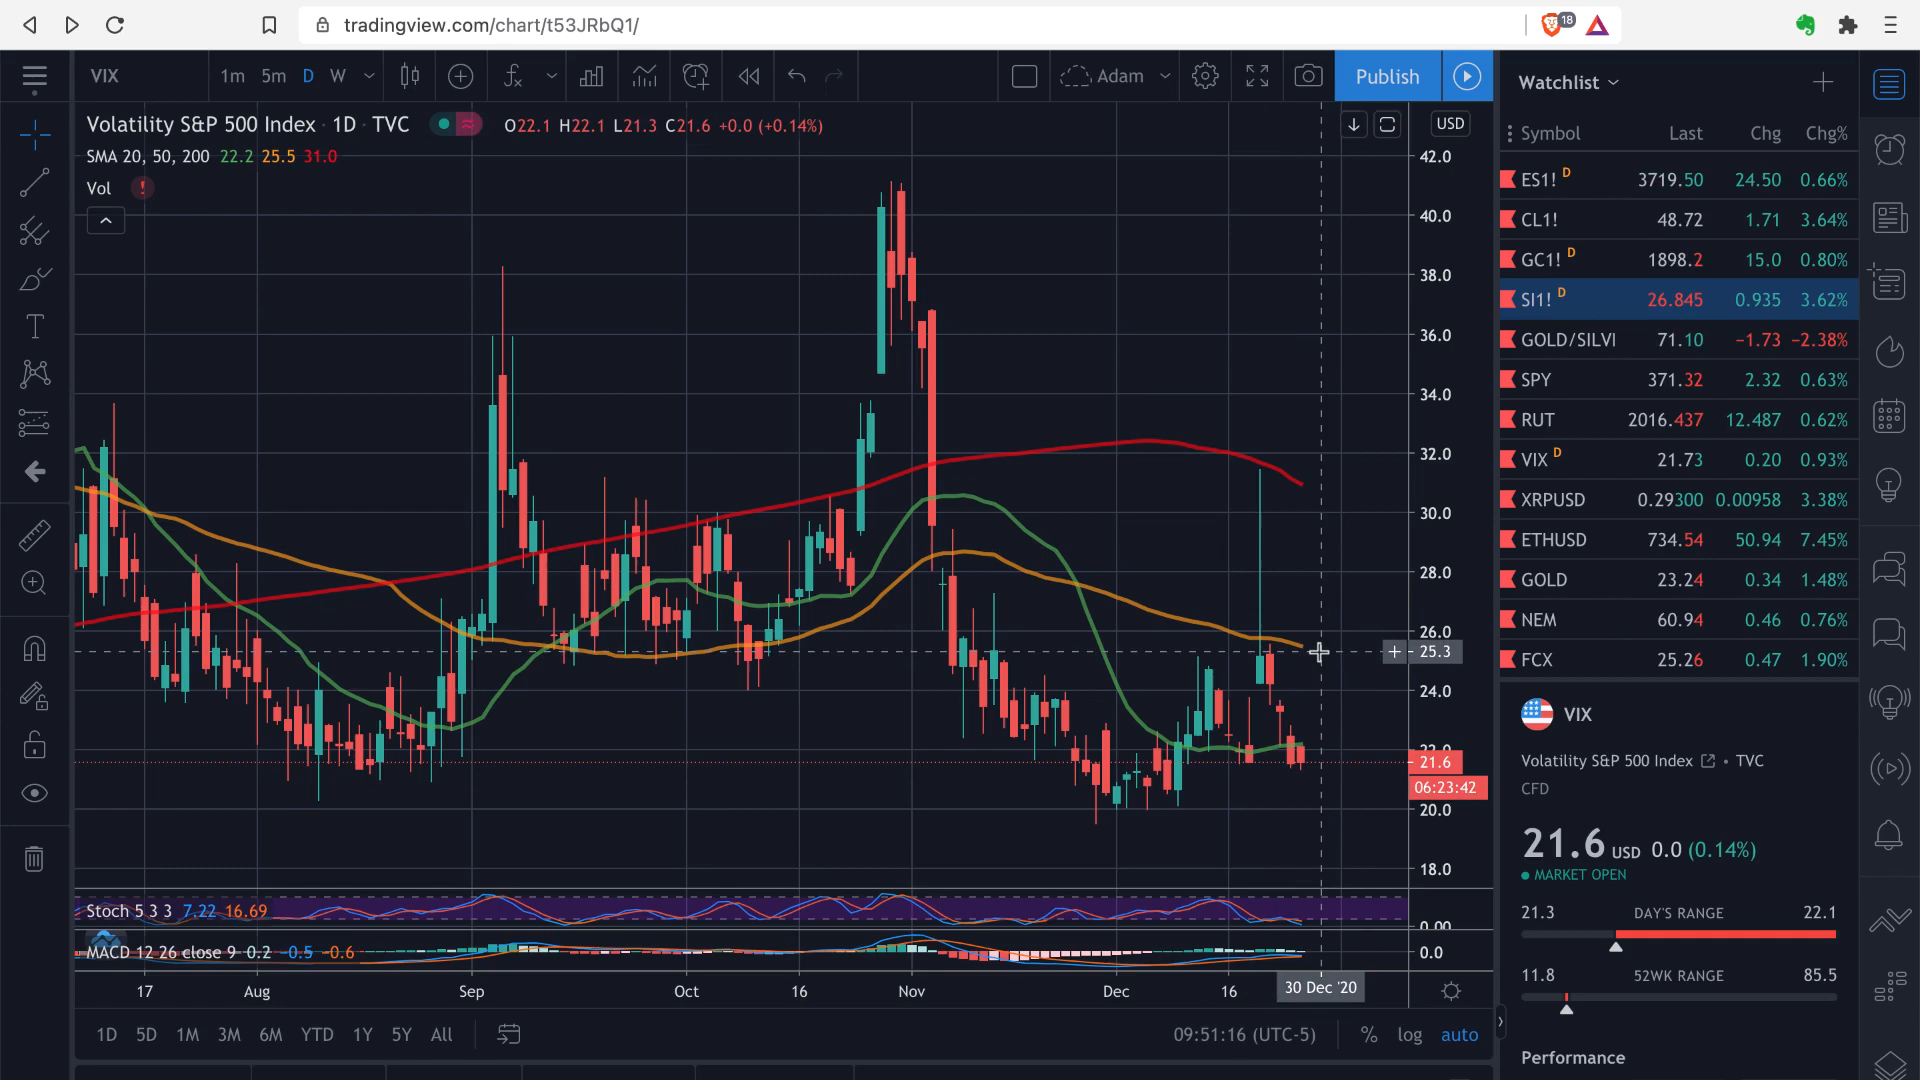 tradingview.com/chart/t53JRbQ1/
18
VIX 1m 5m D W Adam Publish
Watchlist
Volatility S&P 500 Index · 1D · TVC O22.1 H22.1 L21.3 C21.6 +0.0 (+0.14%)
USD
SMA 20, 50, 200 22.2 25.5 31.0
Vol !
42.0
40.0
38.0
36.0
34.0
32.0
30.0
28.0
26.0
25.3
24.0
22.0
21.6
06:23:42
20.0
18.0
Stoch 5 3 3 7.22 16.69
0.00
MACD 12 26 close 9 0.2 −0.5 −0.6
0.0
17 Aug Sep Oct 16 Nov Dec 16 30 Dec '20
1D 5D 1M 3M 6M YTD 1Y 5Y All
09:51:16 (UTC-5) % log auto
Symbol Last Chg Chg%
ES1! D 3719.50 24.50 0.66%
CL1! 48.72 1.71 3.64%
GC1! D 1898.2 15.0 0.80%
SI1! D 26.845 0.935 3.62%
GOLD/SILVI 71.10 −1.73 −2.38%
SPY 371.32 2.32 0.63%
RUT 2016.437 12.487 0.62%
VIX D 21.73 0.20 0.93%
XRPUSD 0.29300 0.00958 3.38%
ETHUSD 734.54 50.94 7.45%
GOLD 23.24 0.34 1.48%
NEM 60.94 0.46 0.76%
FCX 25.26 0.47 1.90%
VIX
Volatility S&P 500 Index • TVC
CFD
21.6 USD 0.0 (0.14%)
MARKET OPEN
21.3 DAY'S RANGE 22.1
11.8 52WK RANGE 85.5
Performance